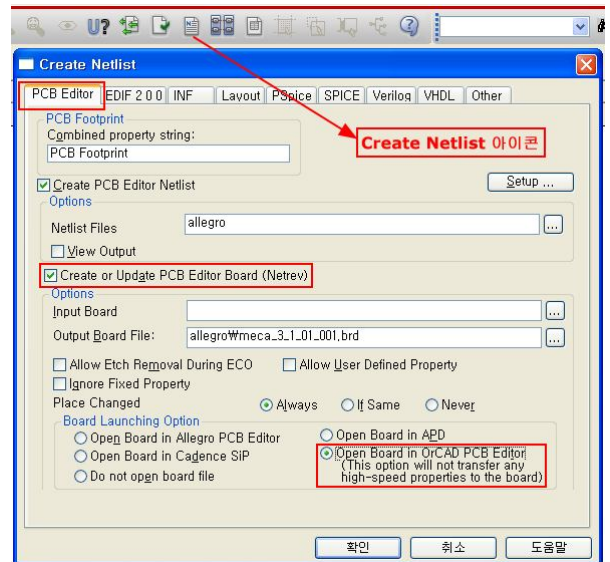 U?
Create Netlist
PCB Editor EDIF 2 0 0 INF Layout PSpice SPICE Verilog VHDL Other
PCB Footprint
Combined property string:
PCB Footprint
Create Netlist 아이콘
Create PCB Editor Netlist
Setup ...
Options
Netlist Files allegro ...
View Output
Create or Update PCB Editor Board (Netrev)
Options
Input Board ...
Output Board File: allegro₩meca_3_1_01_001.brd ...
Allow Etch Removal During ECO Allow User Defined Property
Ignore Fixed Property
Place Changed Always If Same Never
Board Launching Option
Open Board in Allegro PCB Editor Open Board in APD
Open Board in Cadence SiP Open Board in OrCAD PCB Editor
(This option will not transfer any
Do not open board file high-speed properties to the board)
확인 취소 도움말